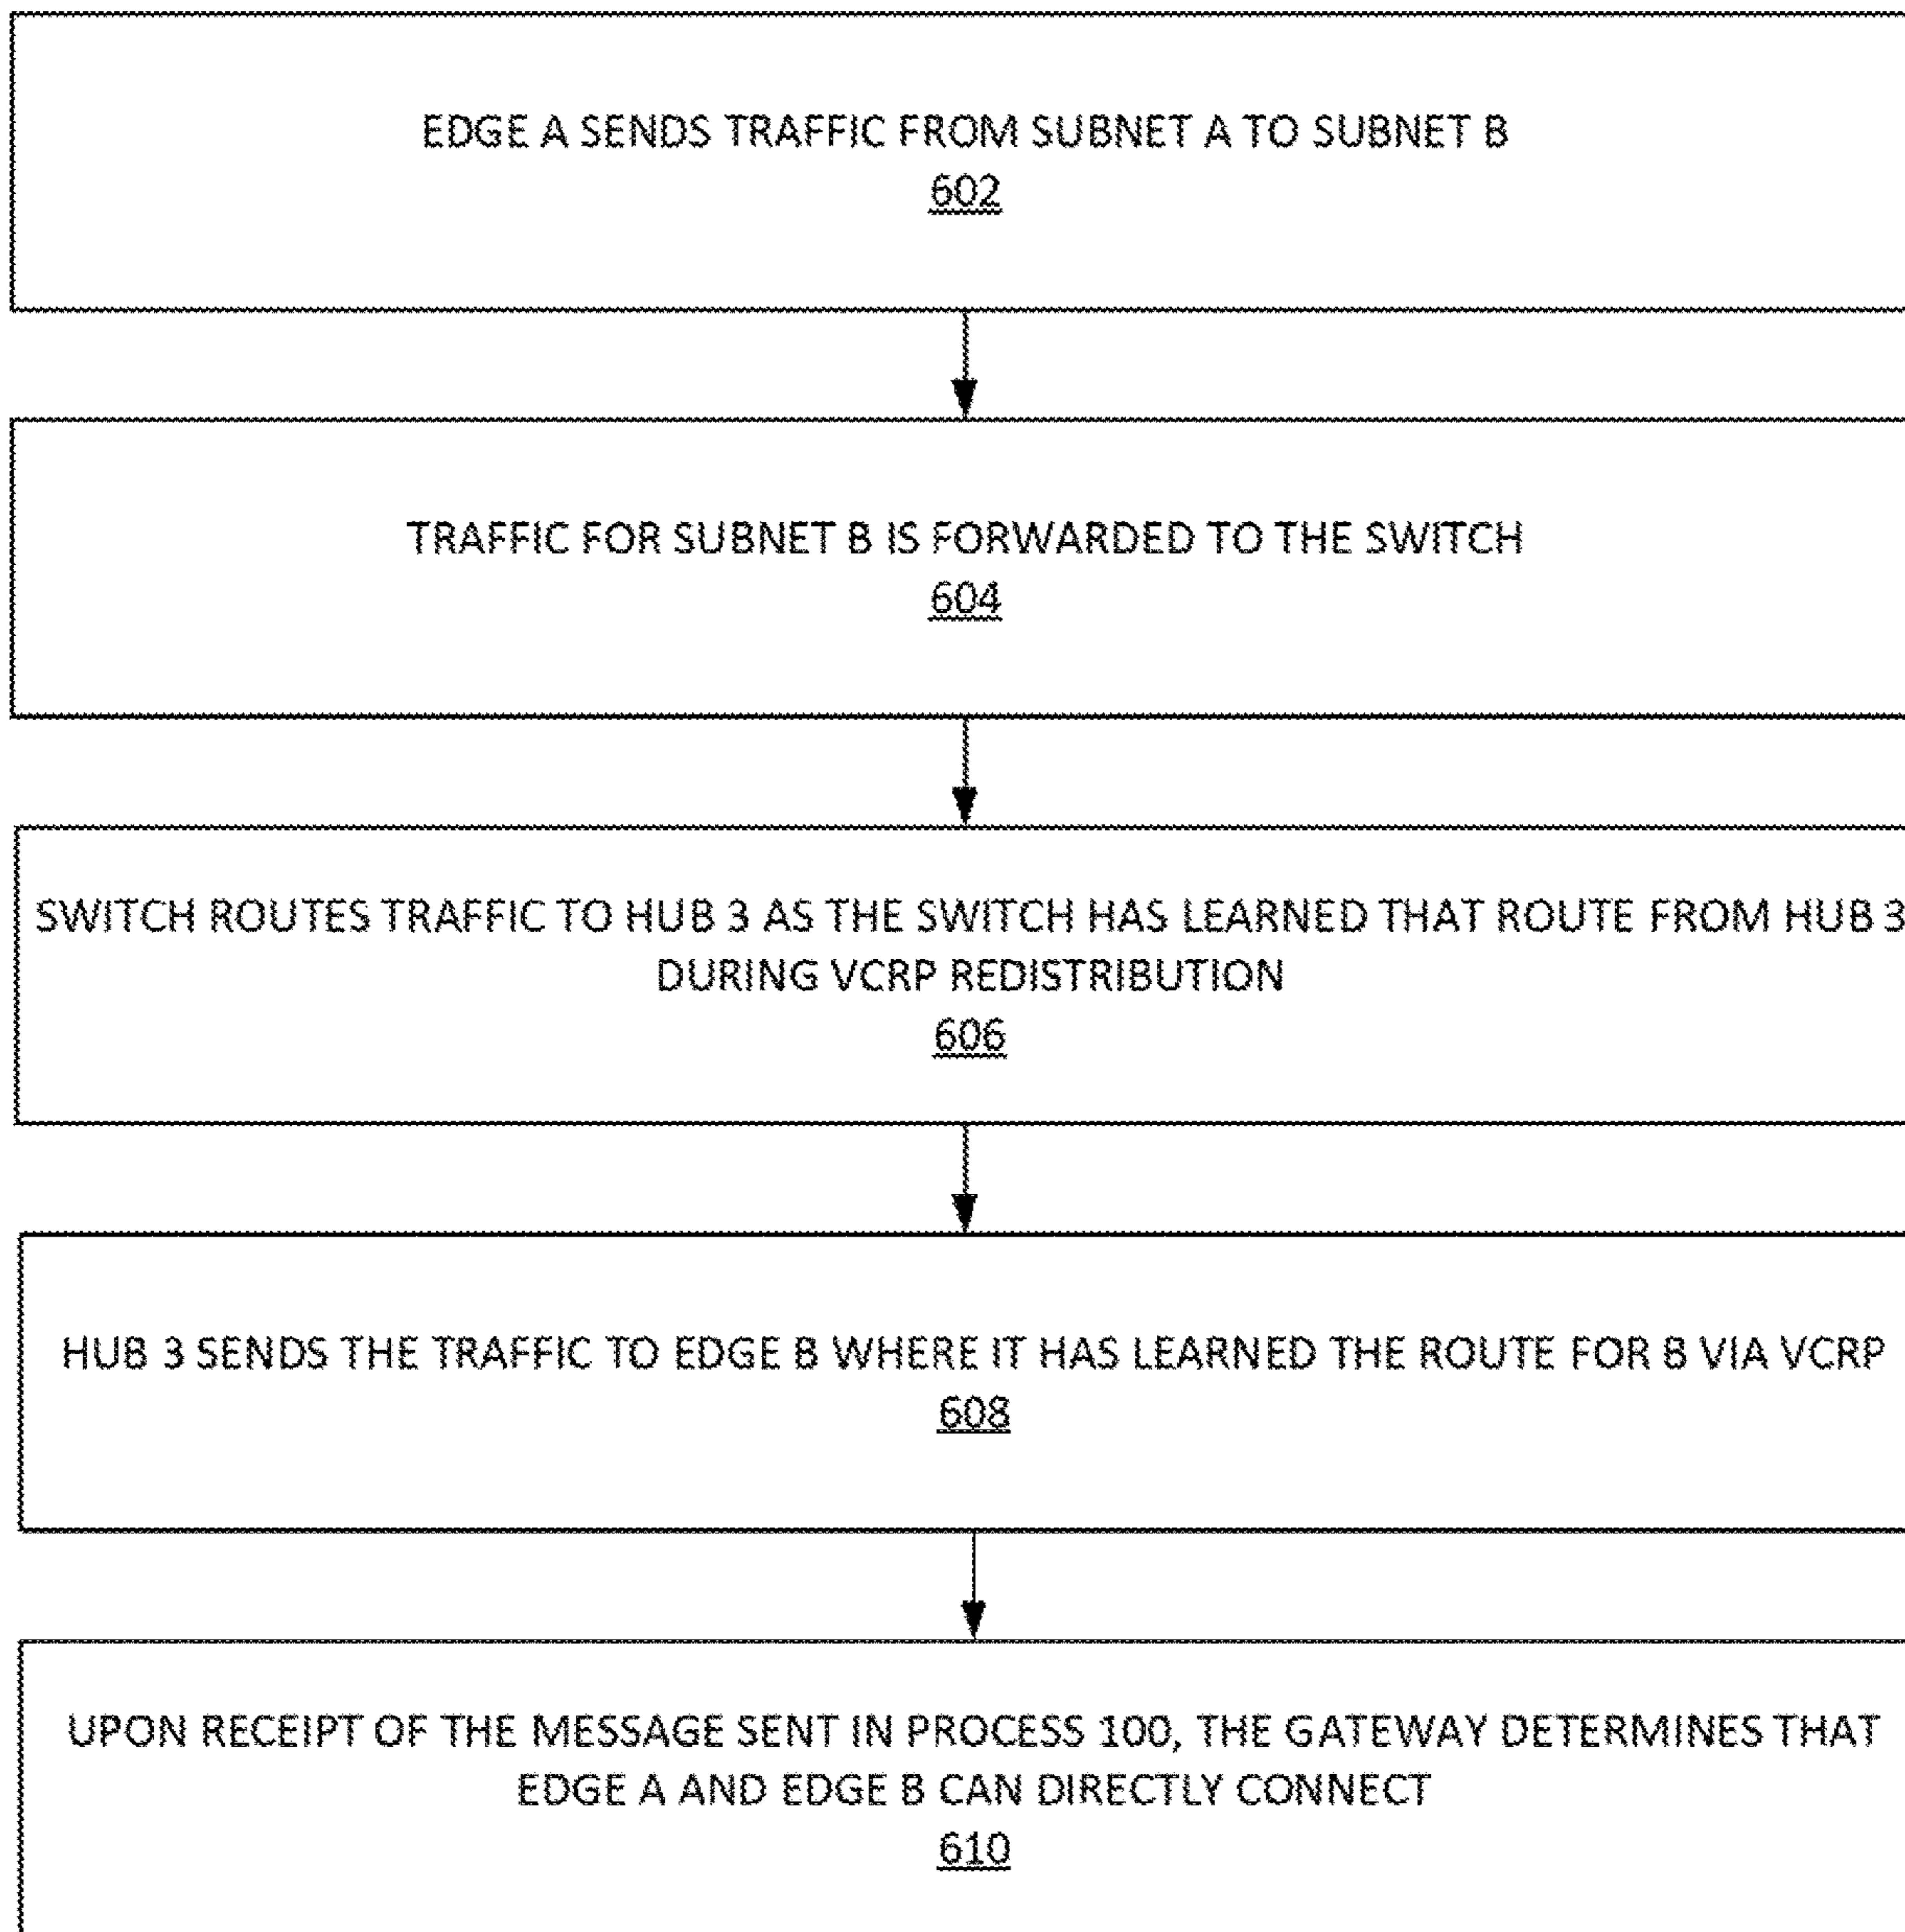 EDGE A SENDS TRAFFIC FROM SUBNET A TO SUBNET B
602
TRAFFIC FOR SUBNET B IS FORWARDED TO THE SWITCH
604
SWITCH ROUTES TRAFFIC TO HUB 3 AS THE SWITCH HAS LEARNED THAT ROUTE FROM HUB 3
DURING VCRP REDISTRIBUTION
606
HUB 3 SENDS THE TRAFFIC TO EDGE B WHERE IT HAS LEARNED THE ROUTE FOR B VIA VCRP
608
UPON RECEIPT OF THE MESSAGE SENT IN PROCESS 100, THE GATEWAY DETERMINES THAT
EDGE A AND EDGE B CAN DIRECTLY CONNECT
610